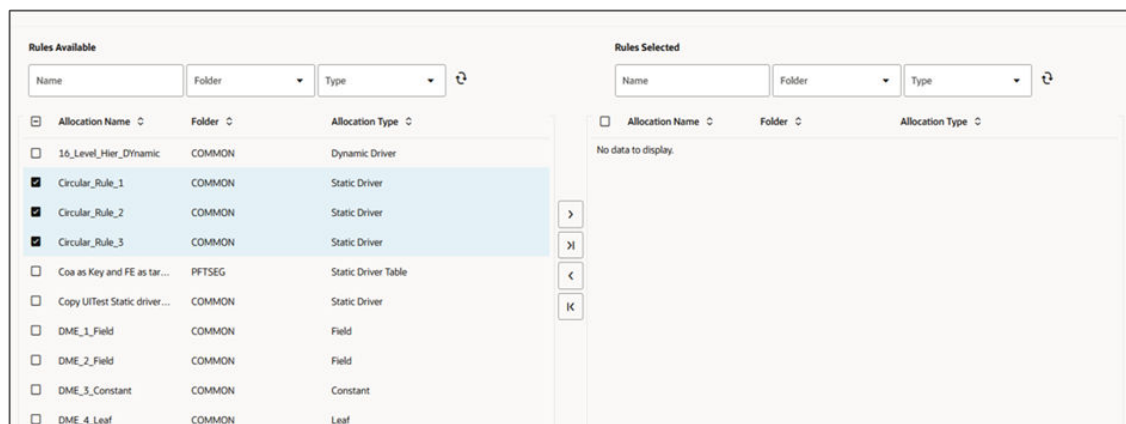 Rules Available
Rules Selected
Name Folder Type
Name Folder Type
Allocation Name Folder Allocation Type
Allocation Name Folder Allocation Type
16_Level_Hier_DYnamic COMMON Dynamic Driver
No data to display.
Circular_Rule_1 COMMON Static Driver
Circular_Rule_2 COMMON Static Driver
Circular_Rule_3 COMMON Static Driver
Coa as Key and FE as tar... PFTSEG Static Driver Table
Copy UITest Static driver... COMMON Static Driver
DME_1_Field COMMON Field
DME_2_Field COMMON Field
DME_3_Constant COMMON Constant
DME_4_Leaf COMMON Leaf